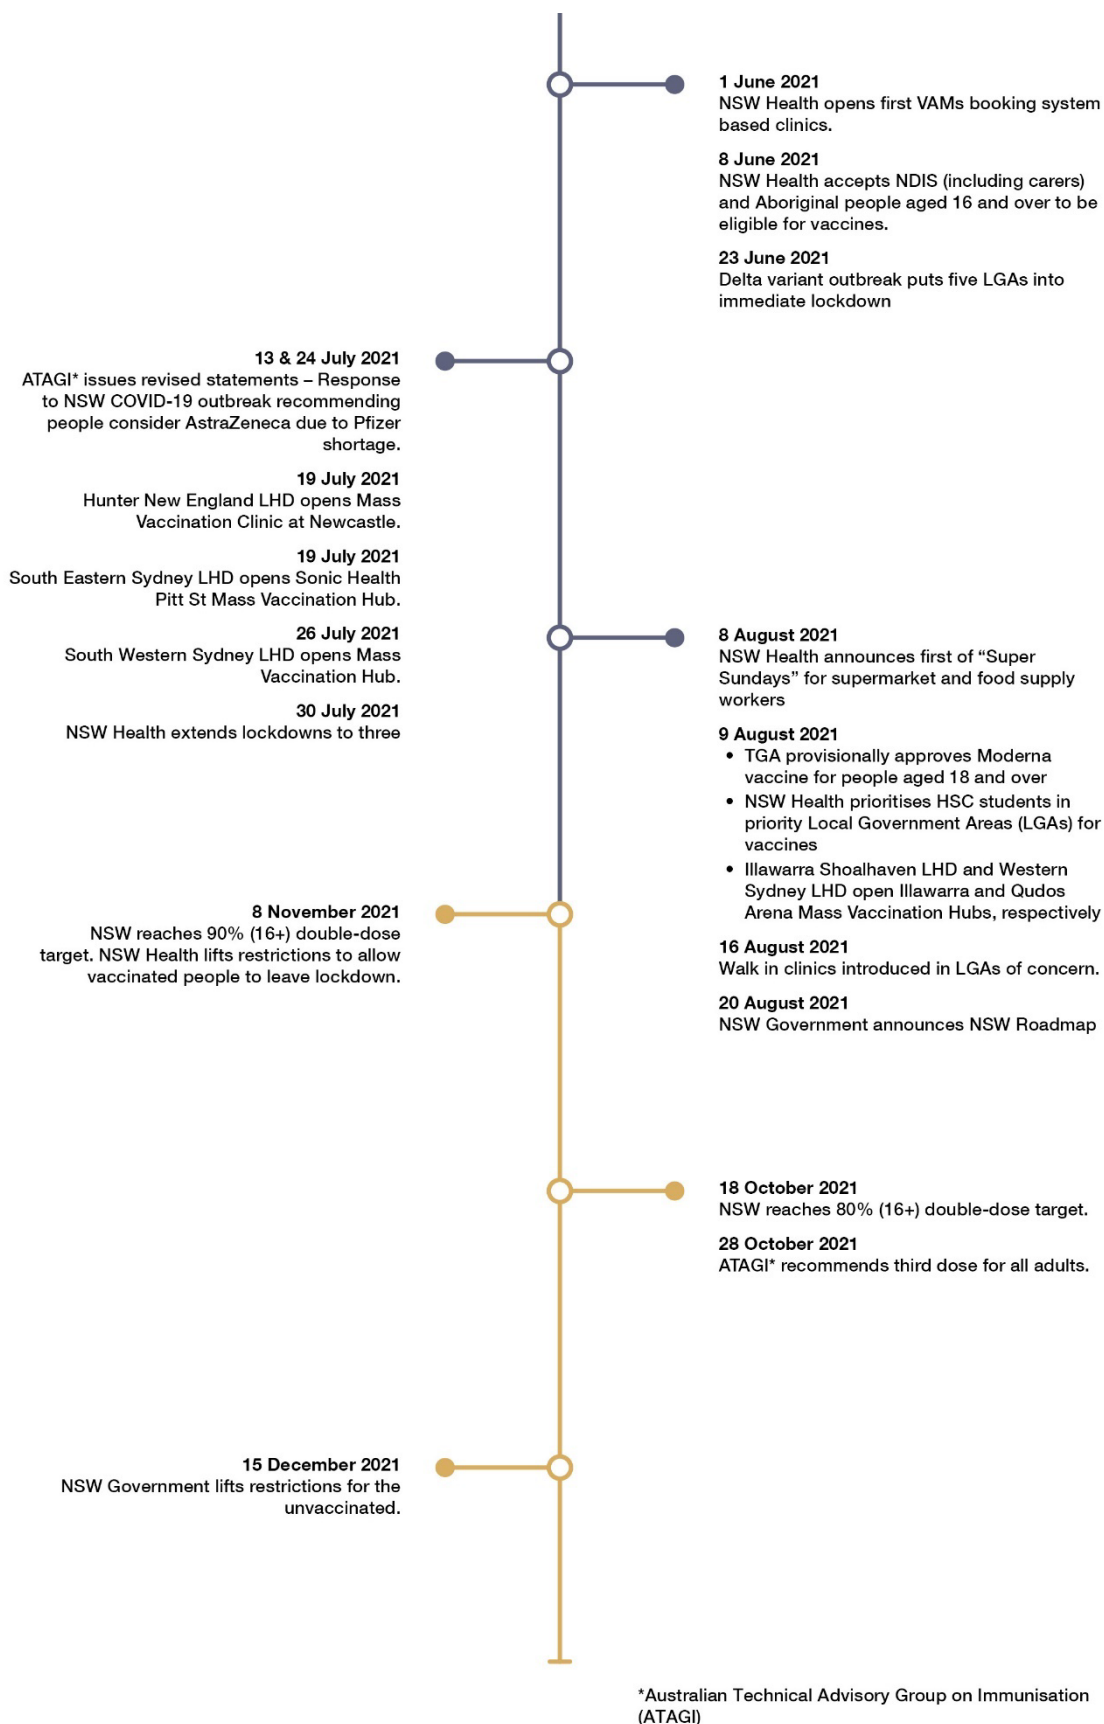 1 June 2021
NSW Health opens first VAMs booking system
based clinics.
8 June 2021
NSW Health accepts NDIS (including carers)
and Aboriginal people aged 16 and over to be
eligible for vaccines.
23 June 2021
Delta variant outbreak puts five LGAs into
immediate lockdown
13 & 24 July 2021
ATAGI* issues revised statements – Response
to NSW COVID-19 outbreak recommending
people consider AstraZeneca due to Pfizer
shortage.
19 July 2021
Hunter New England LHD opens Mass
Vaccination Clinic at Newcastle.
19 July 2021
South Eastern Sydney LHD opens Sonic Health
Pitt St Mass Vaccination Hub.
26 July 2021
South Western Sydney LHD opens Mass
Vaccination Hub.
30 July 2021
NSW Health extends lockdowns to three
8 August 2021
NSW Health announces first of “Super
Sundays” for supermarket and food supply
workers
9 August 2021
• TGA provisionally approves Moderna
vaccine for people aged 18 and over
• NSW Health prioritises HSC students in
priority Local Government Areas (LGAs) for
vaccines
• Illawarra Shoalhaven LHD and Western
Sydney LHD open Illawarra and Qudos
Arena Mass Vaccination Hubs, respectively
16 August 2021
Walk in clinics introduced in LGAs of concern.
20 August 2021
NSW Government announces NSW Roadmap
8 November 2021
NSW reaches 90% (16+) double-dose
target. NSW Health lifts restrictions to allow
vaccinated people to leave lockdown.
18 October 2021
NSW reaches 80% (16+) double-dose target.
28 October 2021
ATAGI* recommends third dose for all adults.
15 December 2021
NSW Government lifts restrictions for the
unvaccinated.
*Australian Technical Advisory Group on Immunisation
(ATAGI)